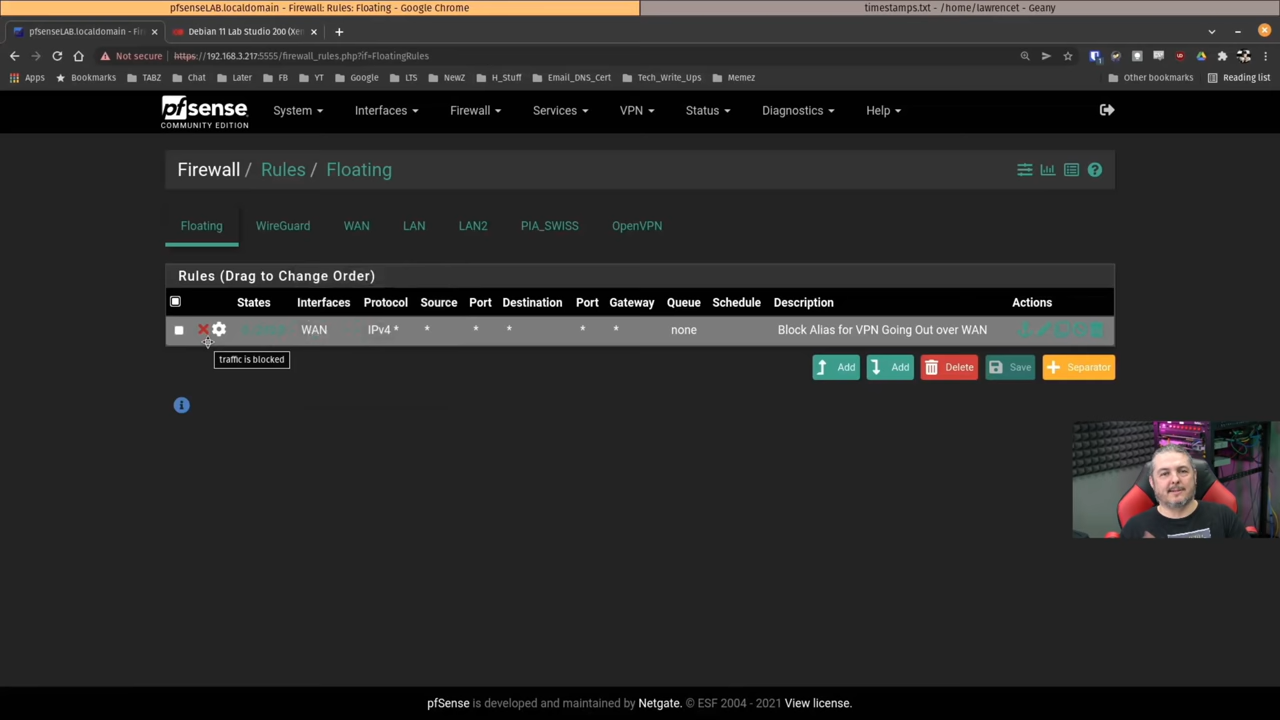 pfsenseLAB.localdomain - Firewall: Rules: Floating - Google Chrome
timestamps.txt - /home/lawrencet - Geany
pfsenseLAB.localdomain - Fir
Debian 11 Lab Studio 200 (Xen
Not secure https://192.168.3.217:5555/firewall_rules.php?if=FloatingRules
Apps Bookmarks TABZ Chat Later FB YT Google LTS NewZ H_Stuff Email_DNS_Cert Tech_Write_Ups Memez Other bookmarks Reading list
pfsense
COMMUNITY EDITION
System Interfaces Firewall Services VPN Status Diagnostics Help
Firewall / Rules / Floating
Floating WireGuard WAN LAN LAN2 PIA_SWISS OpenVPN
Rules (Drag to Change Order)
States Interfaces Protocol Source Port Destination Port Gateway Queue Schedule Description Actions
WAN IPv4 * * * * * * none Block Alias for VPN Going Out over WAN
traffic is blocked
Add Add Delete Save Separator
pfSense is developed and maintained by Netgate. © ESF 2004 - 2021 View license.